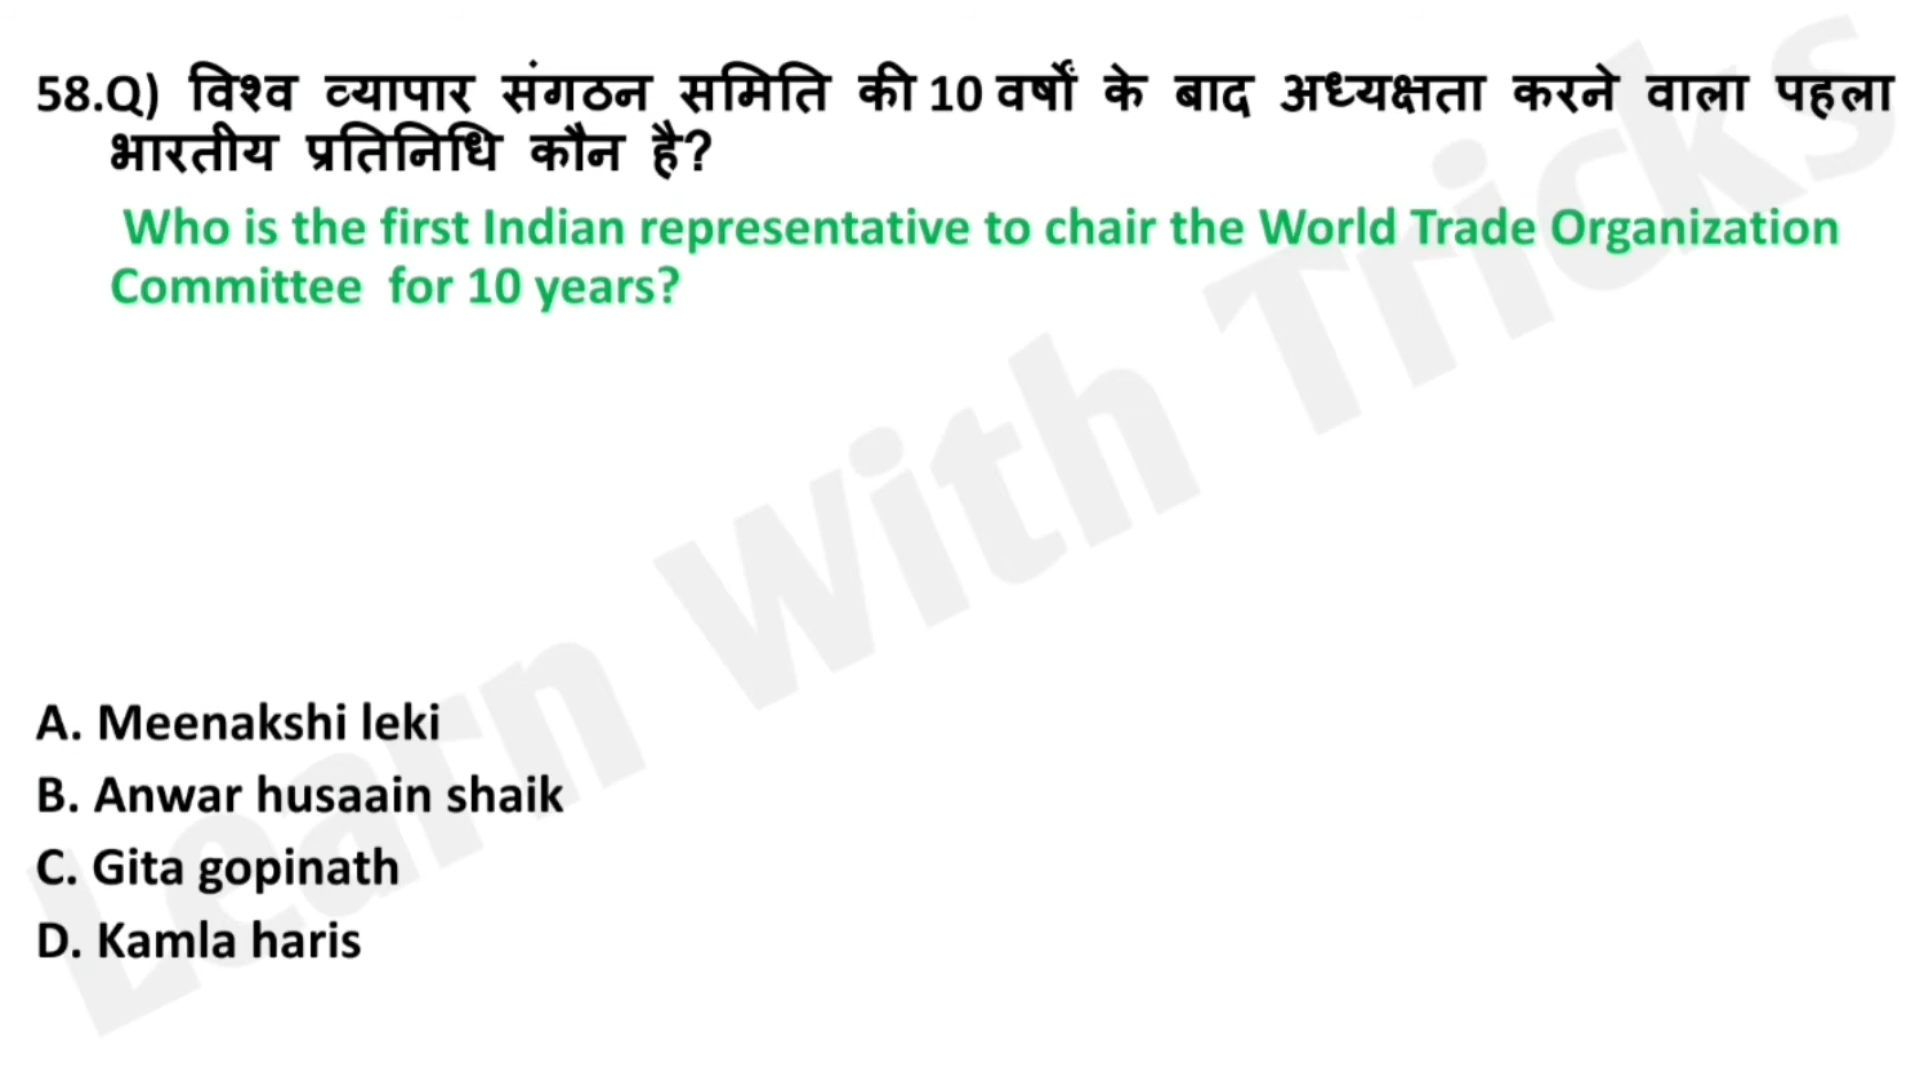 58.Q) विश्व व्यापार संगठन समिति की 10 वर्षों के बाद अध्यक्षता करने वाला पहला
भारतीय प्रतिनिधि कौन है?
Who is the first Indian representative to chair the World Trade Organization
Committee for 10 years?
A. Meenakshi leki
B. Anwar husaain shaik
C. Gita gopinath
D. Kamla haris
Learn With Tricks